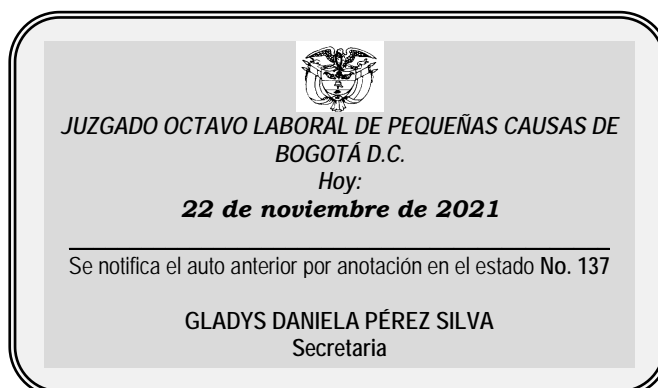 JUZGADO OCTAVO LABORAL DE PEQUEÑAS CAUSAS DE
BOGOTÁ D.C.
Hoy:
22 de noviembre de 2021
Se notifica el auto anterior por anotación en el estado No. 137
GLADYS DANIELA PÉREZ SILVA
Secretaria